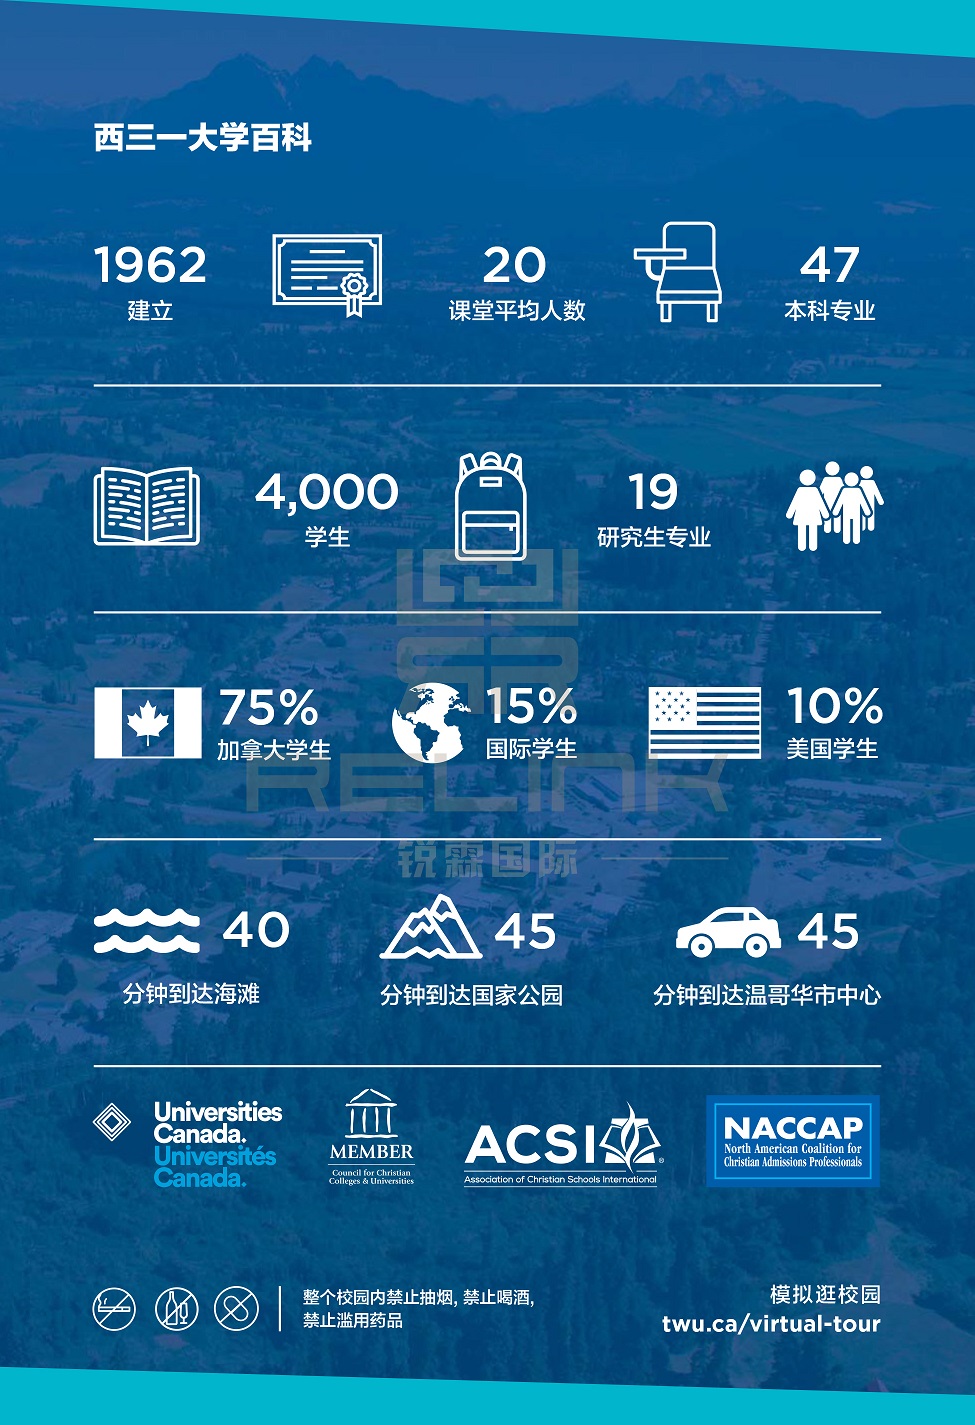 西三一大学百科
1962
建立
20
课堂平均人数
47
本科专业
4,000
学生
19
研究生专业
75%
加拿大学生
15%
国际学生
10%
美国学生
RELINK
锐霖国际
40
分钟到达海滩
45
分钟到达国家公园
45
分钟到达温哥华市中心
Universities
Canada.
Universités
Canada.
MEMBER
Council for Christian
Colleges & Universities
ACSI®
Association of Christian Schools International
NACCAP
North American Coalition for
Christian Admissions Professionals
整个校园内禁止抽烟, 禁止喝酒,
禁止滥用药品
模拟逛校园
twu.ca/virtual-tour